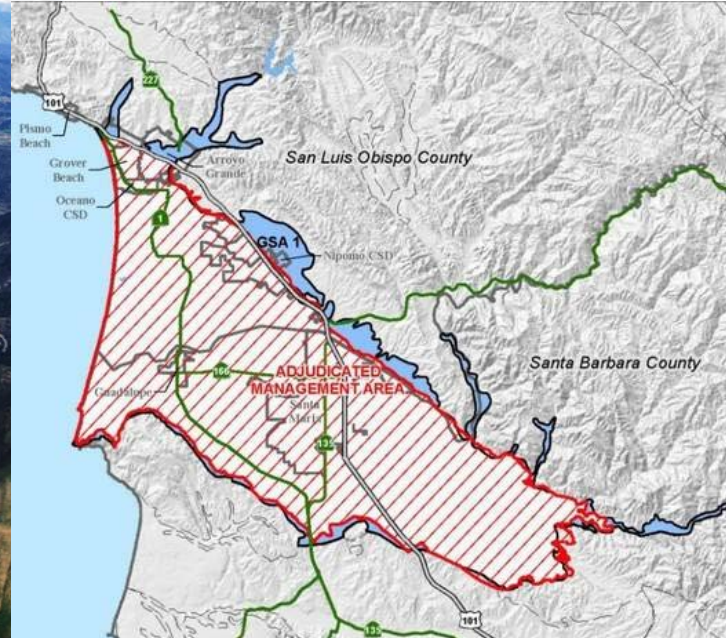 227
101
Pismo
Beach
San Luis Obispo County
Grover
Beach
Arroyo
Grande
Oceano
CSD
1
GSA 1
Nipomo CSD
Santa Barbara County
ADJUDICATED
MANAGEMENT AREA
166
Guadalupe
Santa
Maria
135
101
135